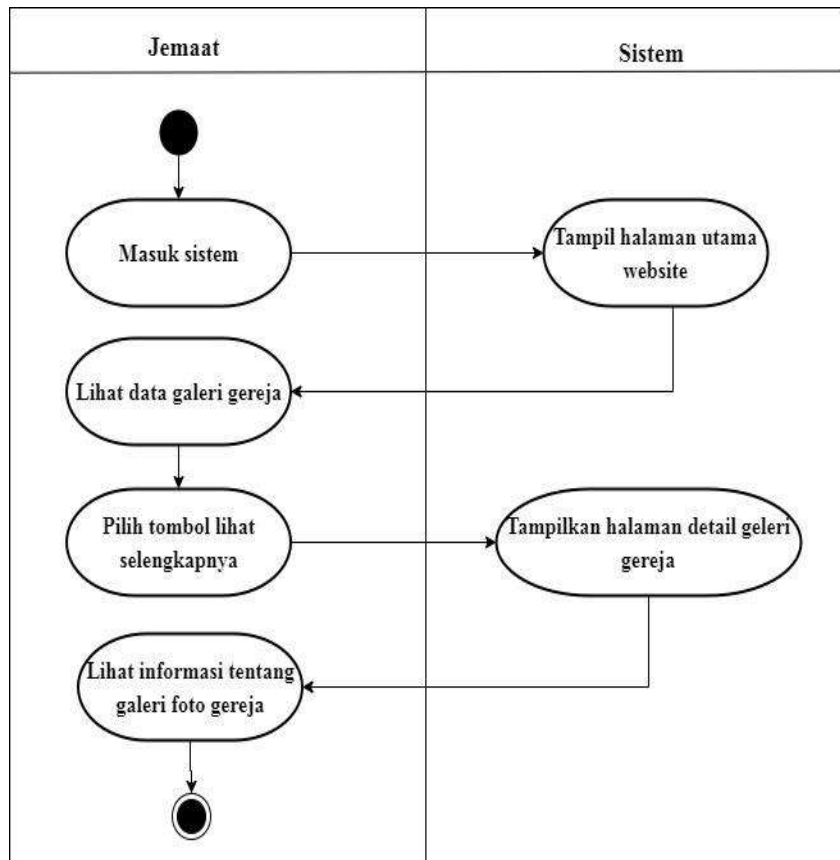 Jemaat
Sistem
Masuk sistem
Tampil halaman utama
website
Lihat data galeri gereja
Pilih tombol lihat
selengkapnya
Tampilkan halaman detail geleri
gereja
Lihat informasi tentang
galeri foto gereja